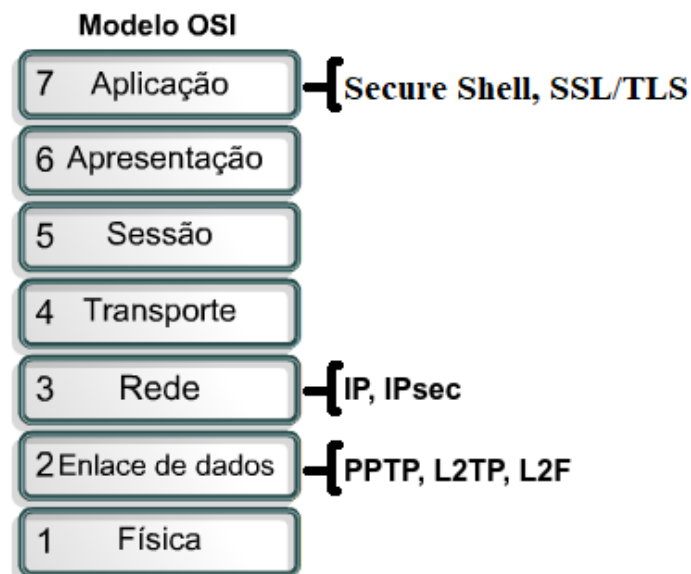 Modelo OSI
7 Aplicação Secure Shell, SSL/TLS
6 Apresentação
5 Sessão
4 Transporte
3 Rede IP, IPsec
2 Enlace de dados PPTP, L2TP, L2F
1 Física